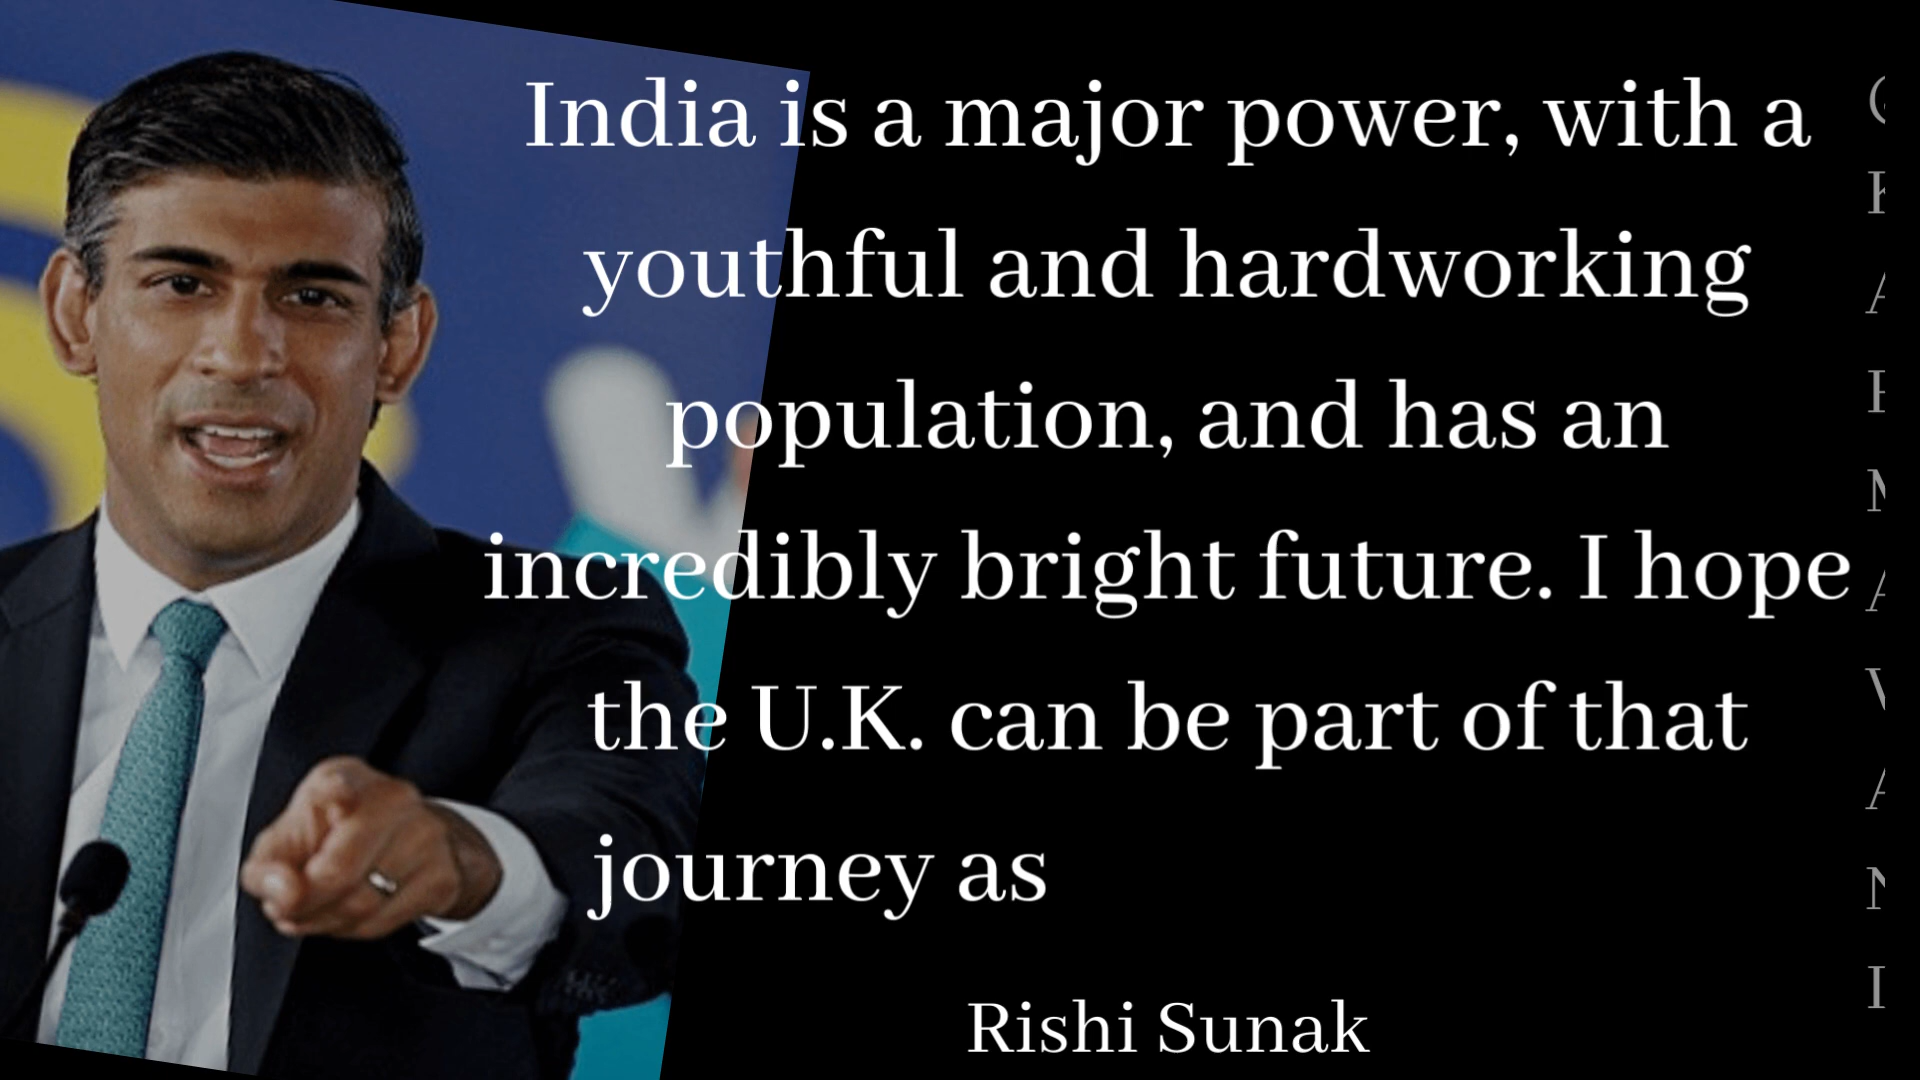 India is a major power, with a
youthful and hardworking
population, and has an
incredibly bright future. I hope
the U.K. can be part of that
journey as
Rishi Sunak